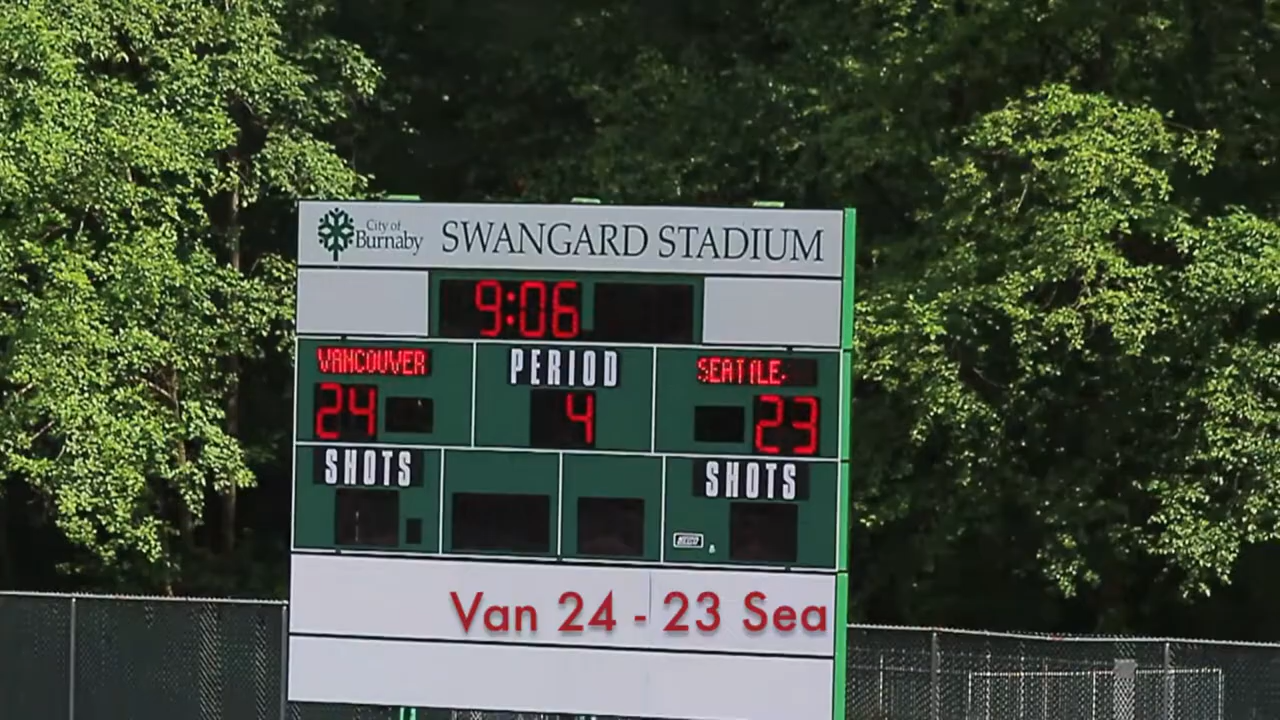 City of
Burnaby
SWANGARD STADIUM
9:06
VANCOUVER
PERIOD
SEATTLE
24
4
23
SHOTS
SHOTS
Van 24 - 23 Sea